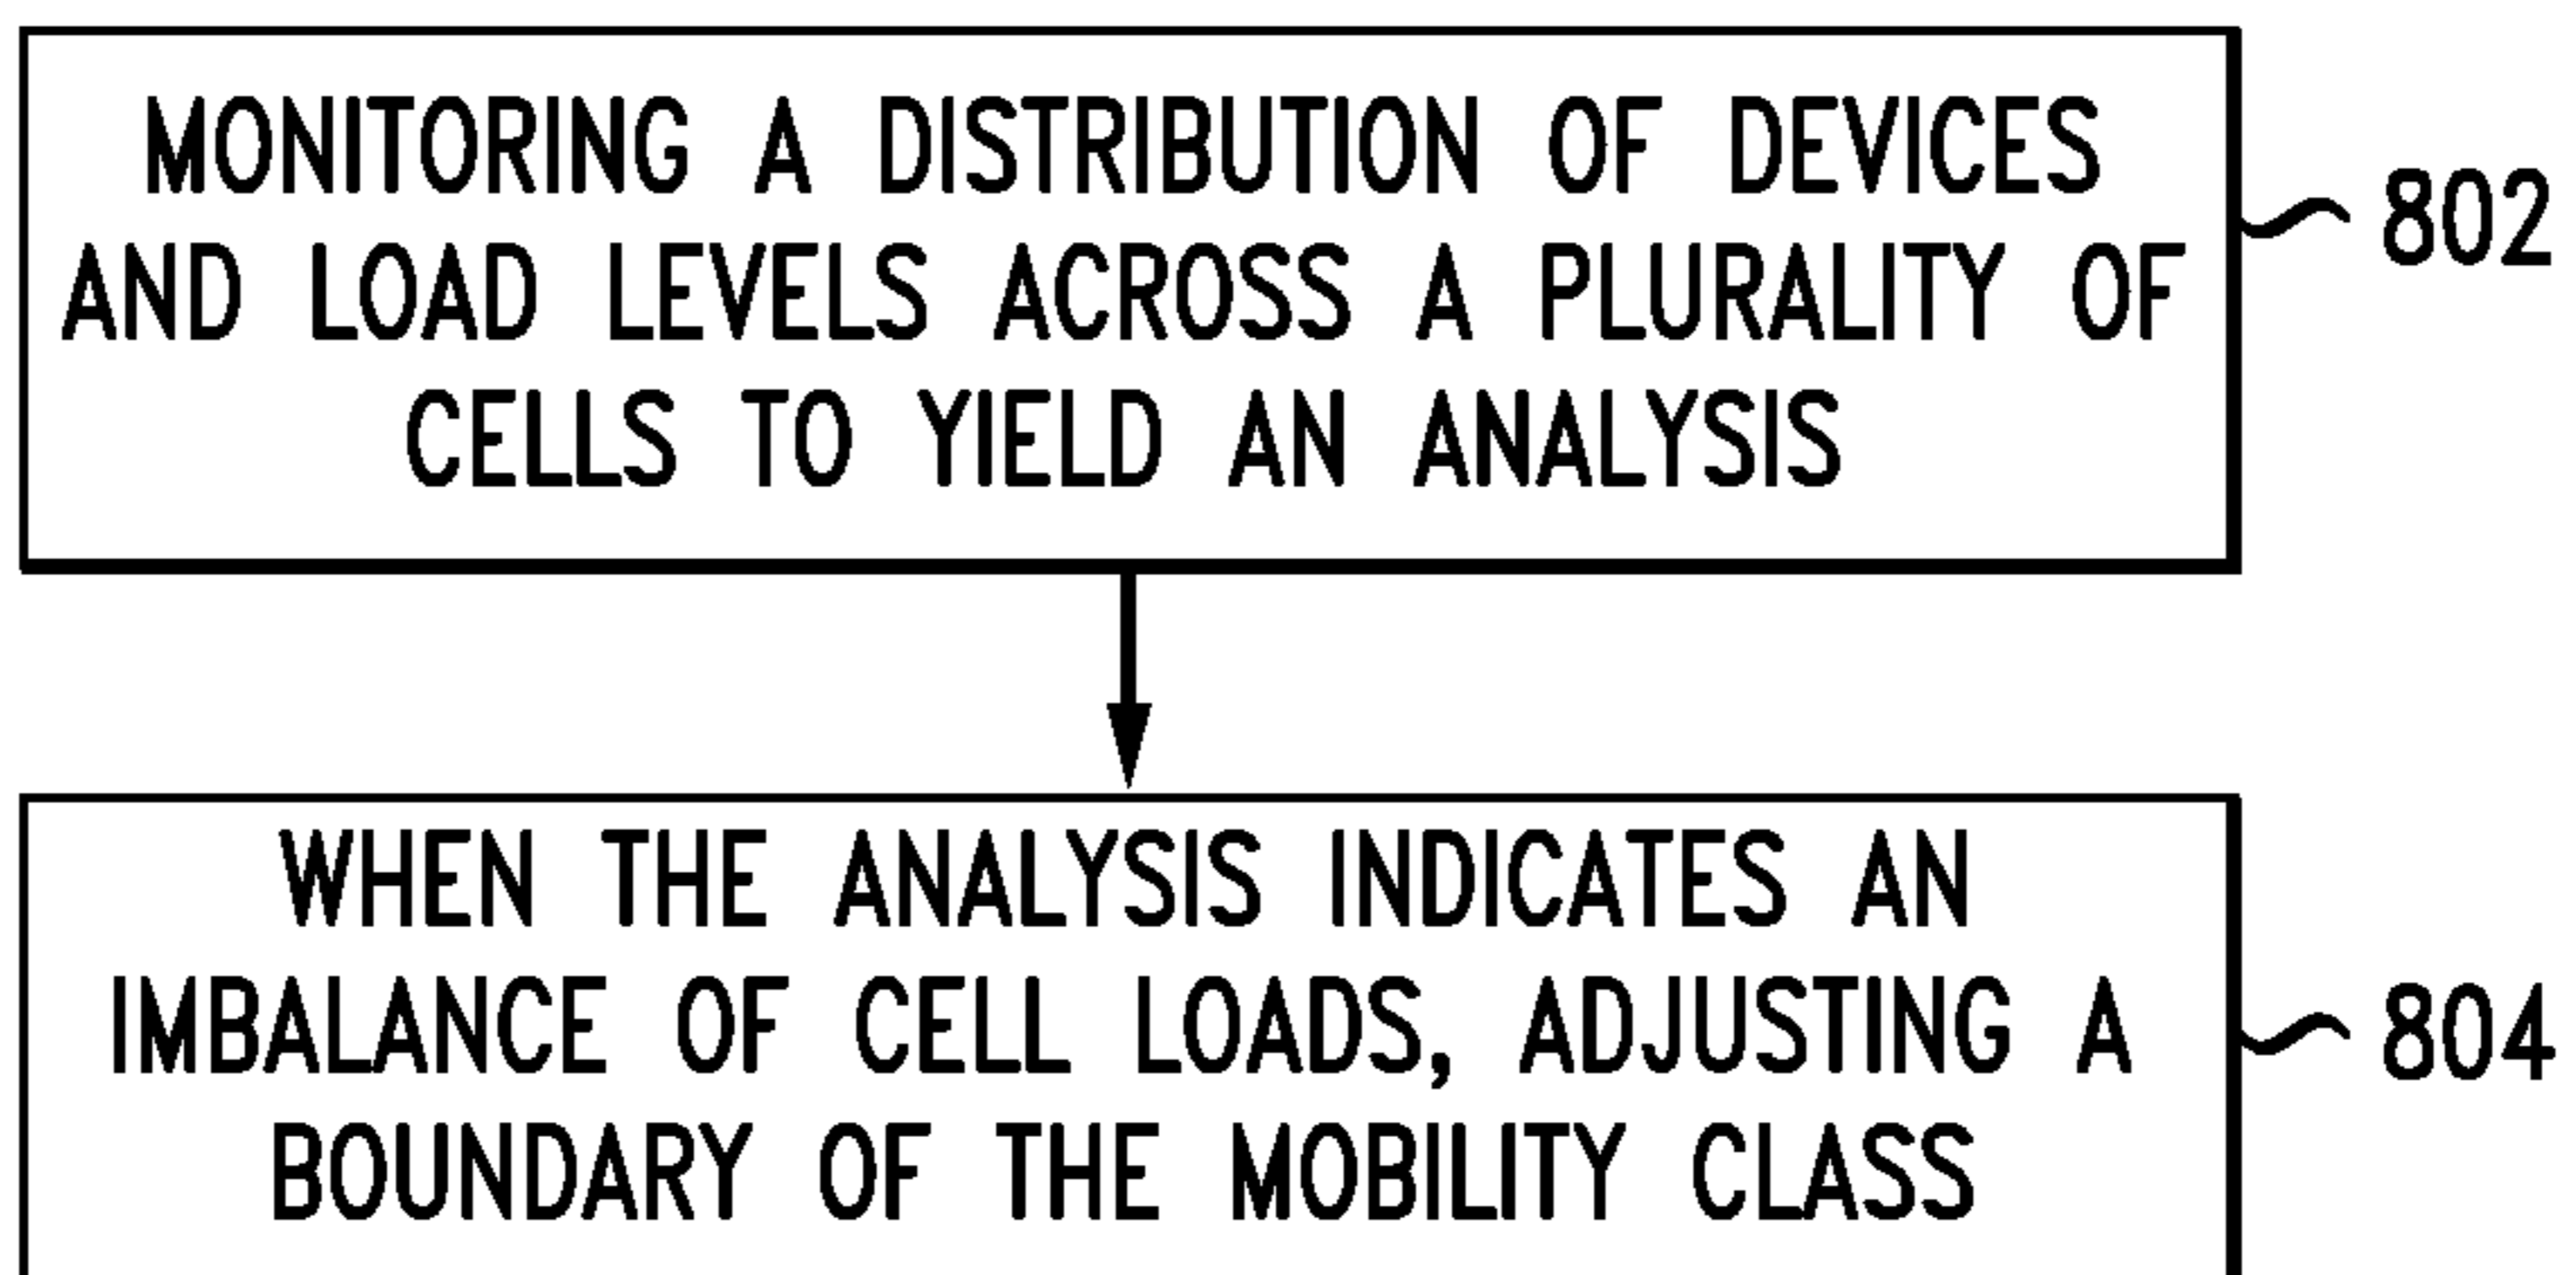 MONITORING A DISTRIBUTION OF DEVICES
AND LOAD LEVELS ACROSS A PLURALITY OF
CELLS TO YIELD AN ANALYSIS
802
WHEN THE ANALYSIS INDICATES AN
IMBALANCE OF CELL LOADS, ADJUSTING A
BOUNDARY OF THE MOBILITY CLASS
804